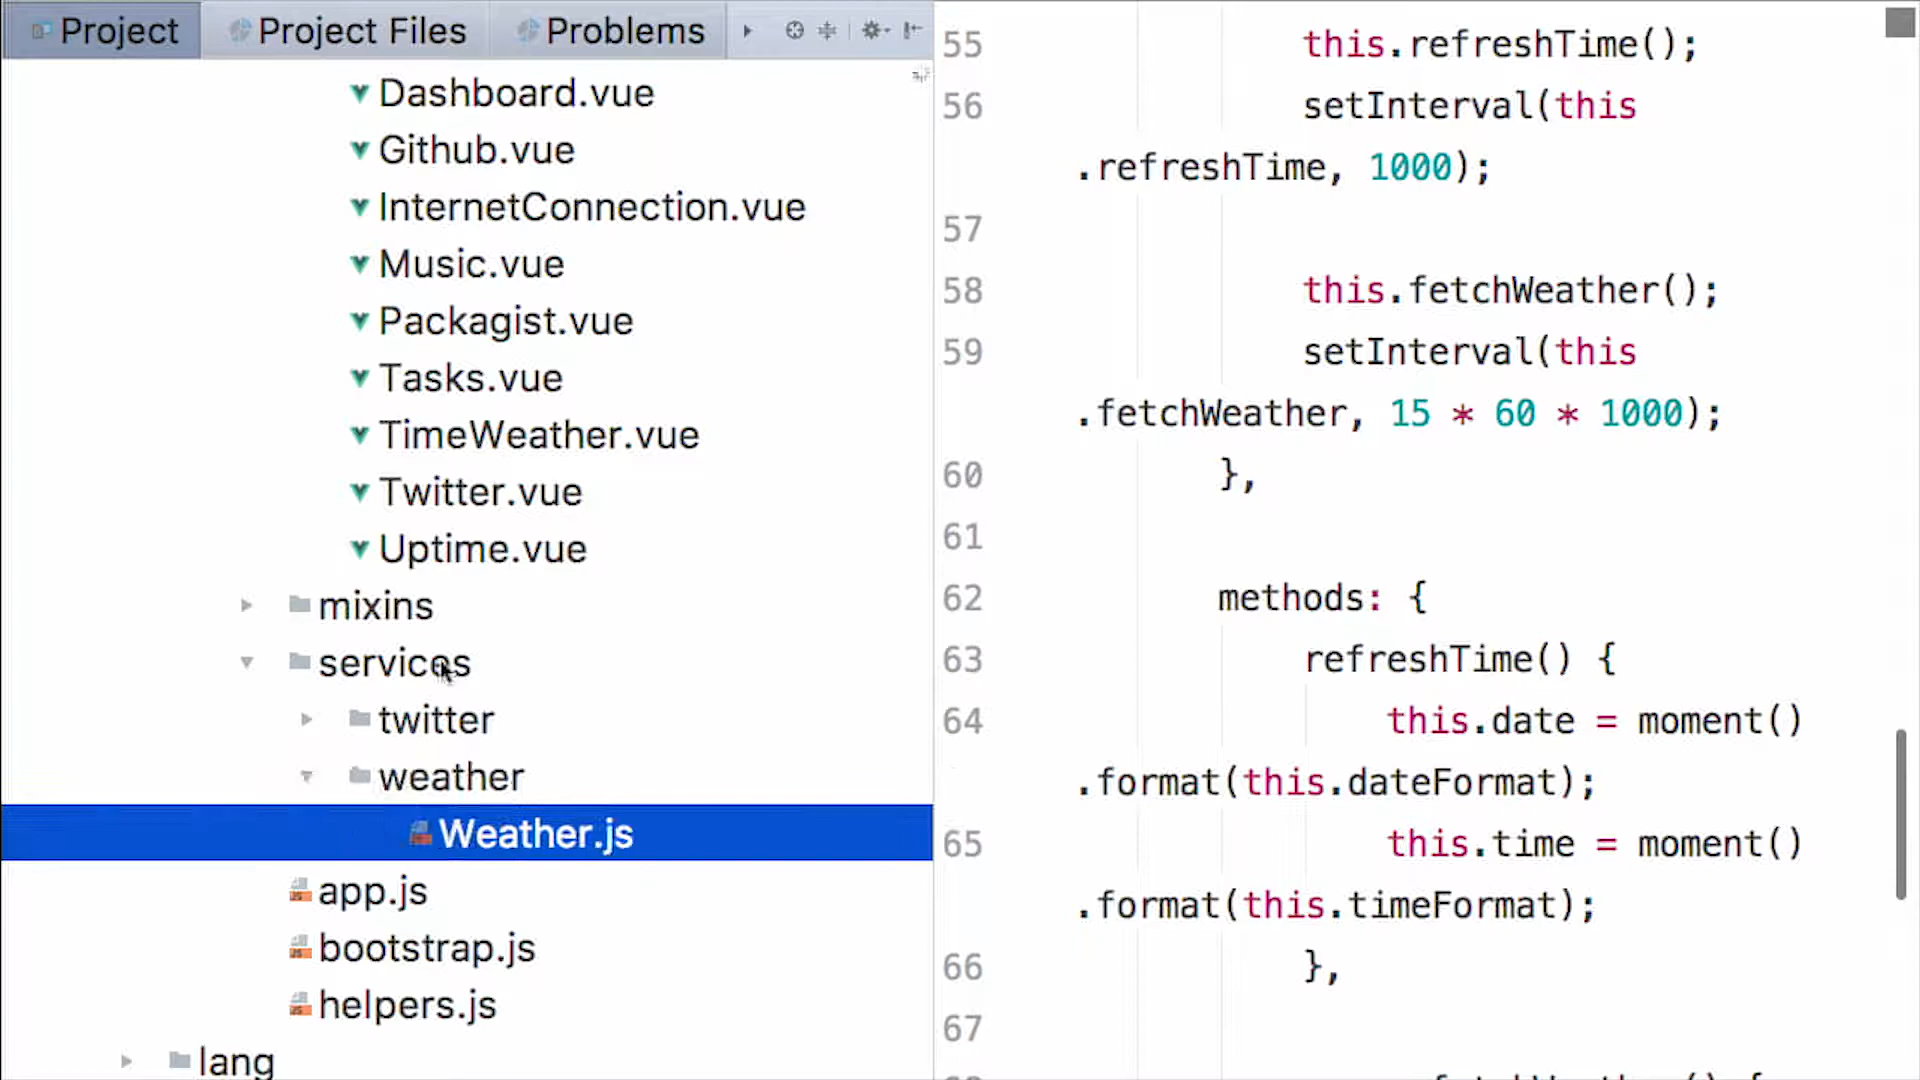 Project
Project Files
Problems
Dashboard.vue
Github.vue
InternetConnection.vue
Music.vue
Packagist.vue
Tasks.vue
TimeWeather.vue
Twitter.vue
Uptime.vue
mixins
services
twitter
weather
Weather.js
app.js
bootstrap.js
helpers.js
lang
55 this.refreshTime();
56 setInterval(this
.refreshTime, 1000);
57
58 this.fetchWeather();
59 setInterval(this
.fetchWeather, 15 * 60 * 1000);
60 },
61
62 methods: {
63 refreshTime() {
64 this.date = moment()
.format(this.dateFormat);
65 this.time = moment()
.format(this.timeFormat);
66 },
67